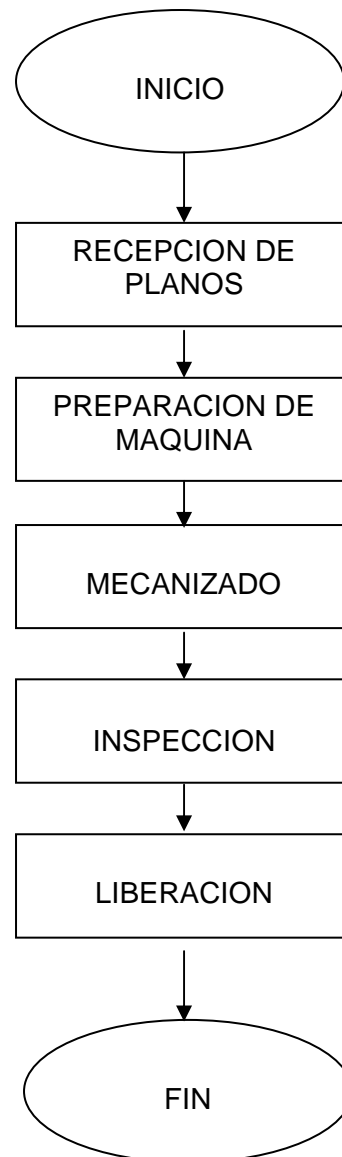 INICIO
RECEPCION DE
PLANOS
PREPARACION DE
MAQUINA
MECANIZADO
INSPECCION
LIBERACION
FIN